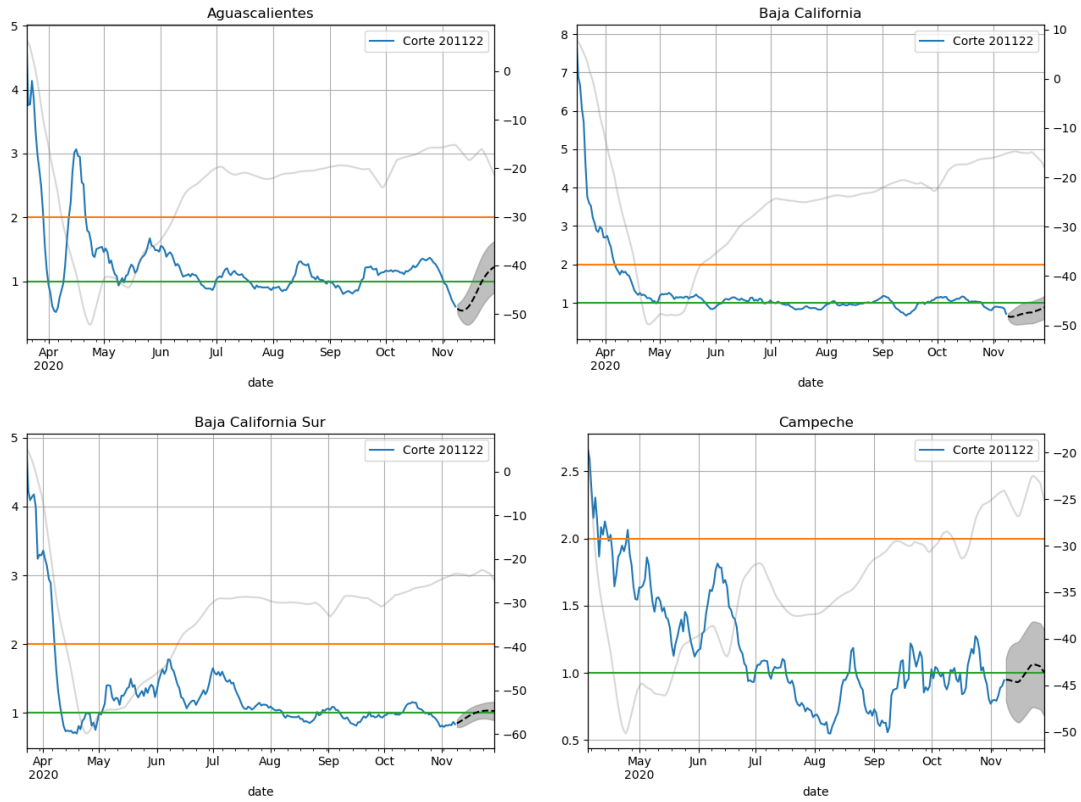 Aguascalientes
Corte 201122
5
4
3
2
1
0
−10
−20
−30
−40
−50
Apr
2020
May
Jun
Jul
Aug
Sep
Oct
Nov
date
Baja California
Corte 201122
8
7
6
5
4
3
2
1
10
0
−10
−20
−30
−40
−50
Apr
2020
May
Jun
Jul
Aug
Sep
Oct
Nov
date
Baja California Sur
Corte 201122
5
4
3
2
1
0
−10
−20
−30
−40
−50
−60
Apr
2020
May
Jun
Jul
Aug
Sep
Oct
Nov
date
Campeche
Corte 201122
2.5
2.0
1.5
1.0
0.5
−20
−25
−30
−35
−40
−45
−50
May
2020
Jun
Jul
Aug
Sep
Oct
Nov
date